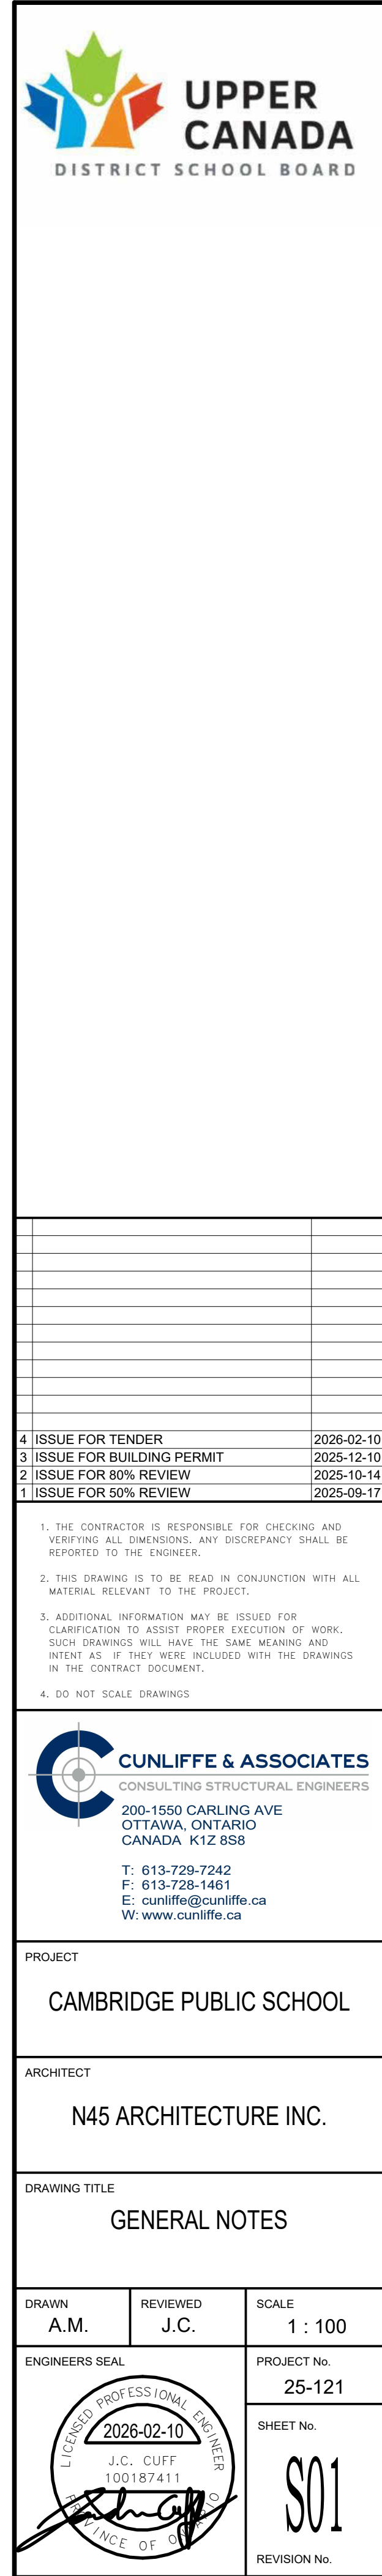 UPPER
CANADA
DISTRICT SCHOOL BOARD
4 ISSUE FOR TENDER 2026-02-10
3 ISSUE FOR BUILDING PERMIT 2025-12-10
2 ISSUE FOR 80% REVIEW 2025-10-14
1 ISSUE FOR 50% REVIEW 2025-09-17
1. THE CONTRACTOR IS RESPONSIBLE FOR CHECKING AND
VERIFYING ALL DIMENSIONS. ANY DISCREPANCY SHALL BE
REPORTED TO THE ENGINEER.
2. THIS DRAWING IS TO BE READ IN CONJUNCTION WITH ALL
MATERIAL RELEVANT TO THE PROJECT.
3. ADDITIONAL INFORMATION MAY BE ISSUED FOR
CLARIFICATION TO ASSIST PROPER EXECUTION OF WORK.
SUCH DRAWINGS WILL HAVE THE SAME MEANING AND
INTENT AS IF THEY WERE INCLUDED WITH THE DRAWINGS
IN THE CONTRACT DOCUMENT.
4. DO NOT SCALE DRAWINGS
CUNLIFFE & ASSOCIATES
CONSULTING STRUCTURAL ENGINEERS
200-1550 CARLING AVE
OTTAWA, ONTARIO
CANADA K1Z 8S8
T: 613-729-7242
F: 613-728-1461
E: cunliffe@cunliffe.ca
W: www.cunliffe.ca
PROJECT
CAMBRIDGE PUBLIC SCHOOL
ARCHITECT
N45 ARCHITECTURE INC.
DRAWING TITLE
GENERAL NOTES
DRAWN
A.M.
REVIEWED
J.C.
SCALE
1 : 100
ENGINEERS SEAL
LICENSED PROFESSIONAL ENGINEER
2026-02-10
J.C. CUFF
100187411
PROVINCE OF ONTARIO
PROJECT No.
25-121
SHEET No.
S01
REVISION No.